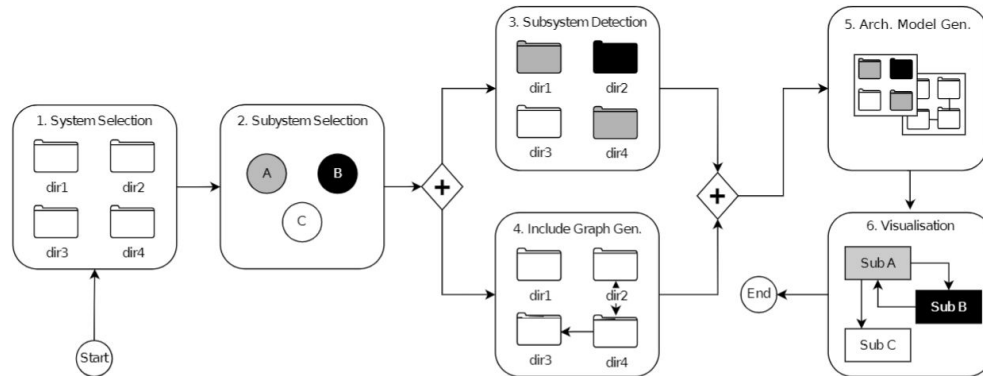 1. System Selection
dir1
dir2
dir3
dir4
Start
2. Subystem Selection
A
B
C
+
3. Subsystem Detection
dir1
dir2
dir3
dir4
4. Include Graph Gen.
dir1
dir2
dir3
dir4
+
5. Arch. Model Gen.
6. Visualisation
Sub A
Sub B
Sub C
End